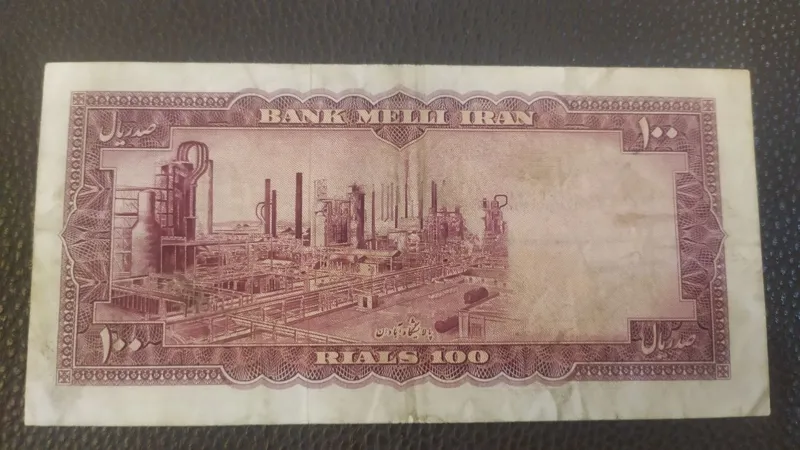 BANK MELLI IRAN
صد ریال
۱۰۰
پالایشگاه آبادان
۱۰۰
RIALS 100
صد ریال